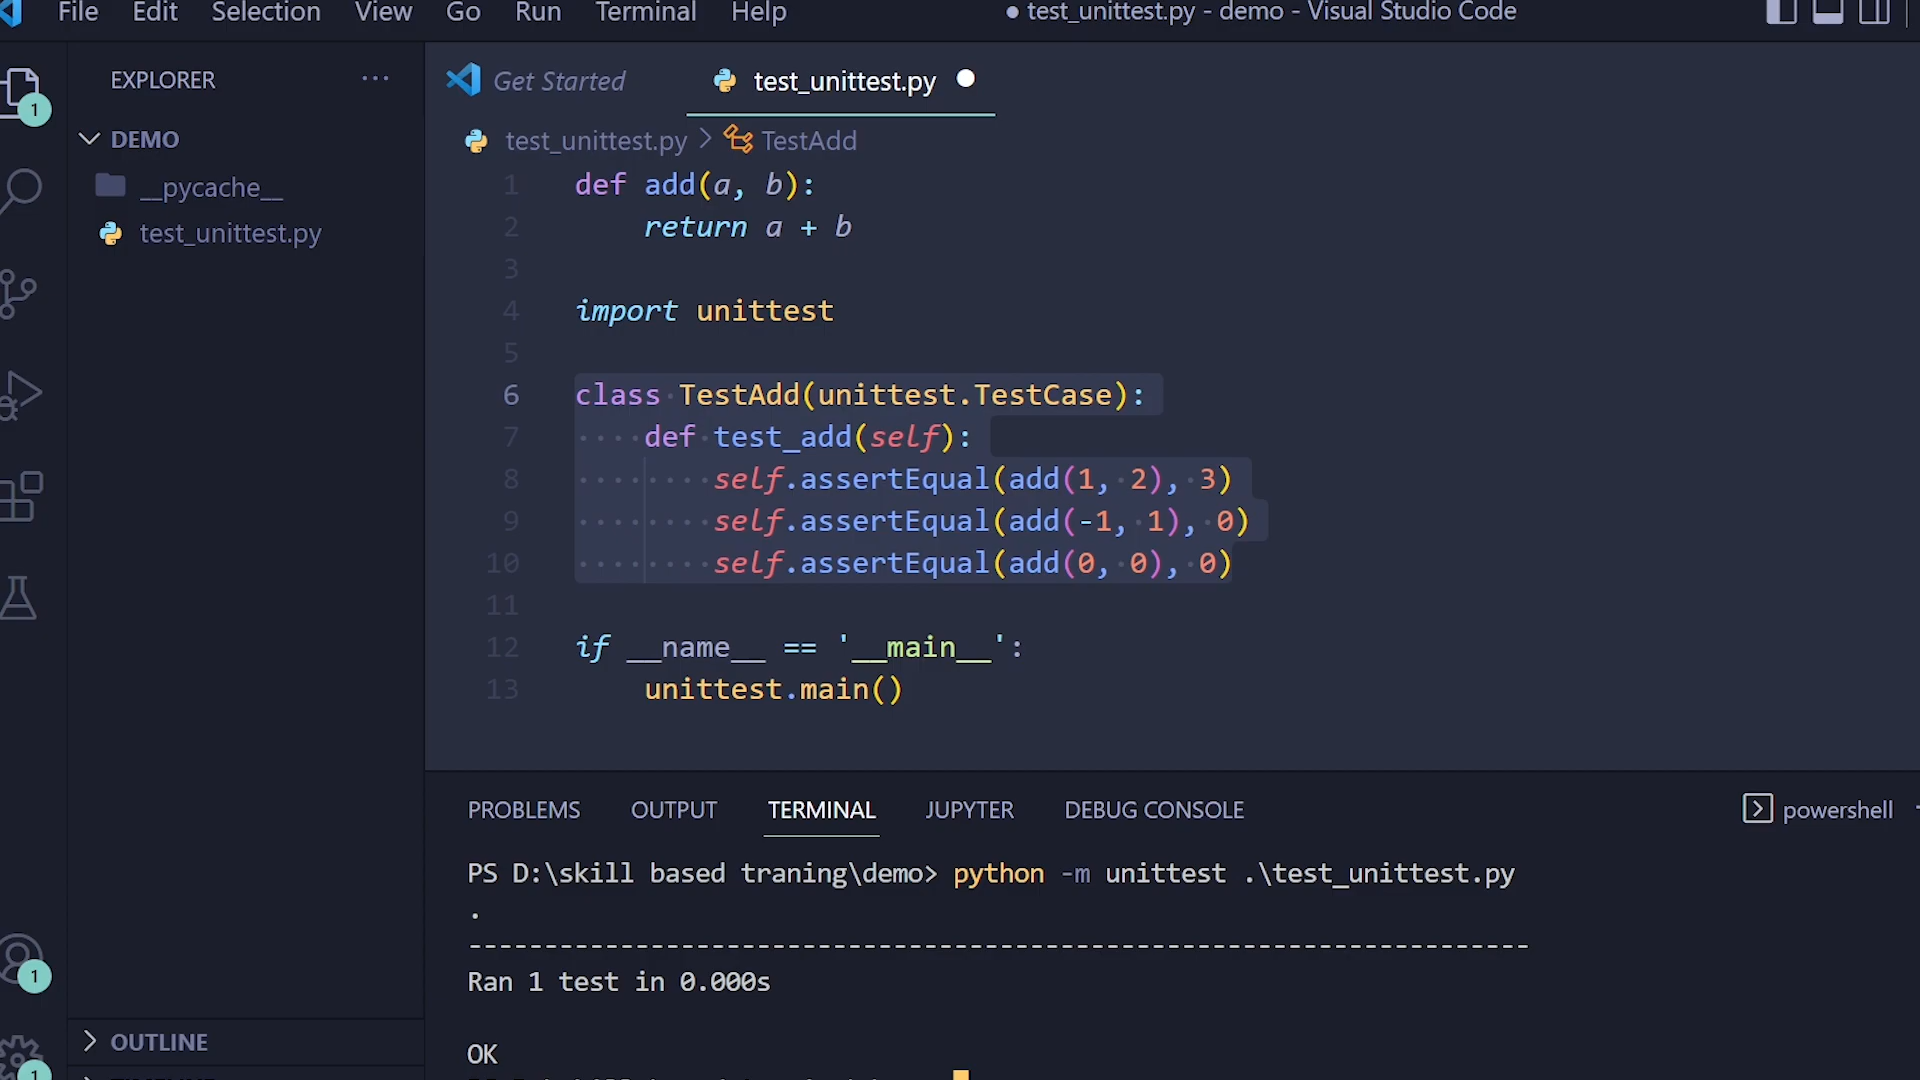 File Edit Selection View Go Run Terminal Help
● test_unittest.py - demo - Visual Studio Code
EXPLORER ...
Get Started
test_unittest.py ●
1
DEMO
test_unittest.py > TestAdd
__pycache__
test_unittest.py
1 def add(a, b):
2 return a + b
3
4 import unittest
5
6 class TestAdd(unittest.TestCase):
7 def test_add(self):
8 self.assertEqual(add(1, 2), 3)
9 self.assertEqual(add(-1, 1), 0)
10 self.assertEqual(add(0, 0), 0)
11
12 if __name__ == '__main__':
13 unittest.main()
PROBLEMS OUTPUT TERMINAL JUPYTER DEBUG CONSOLE
powershell
PS D:\skill based traning\demo> python -m unittest .\test_unittest.py
.
----------------------------------------------------------------------
Ran 1 test in 0.000s
OK
1
OUTLINE
1